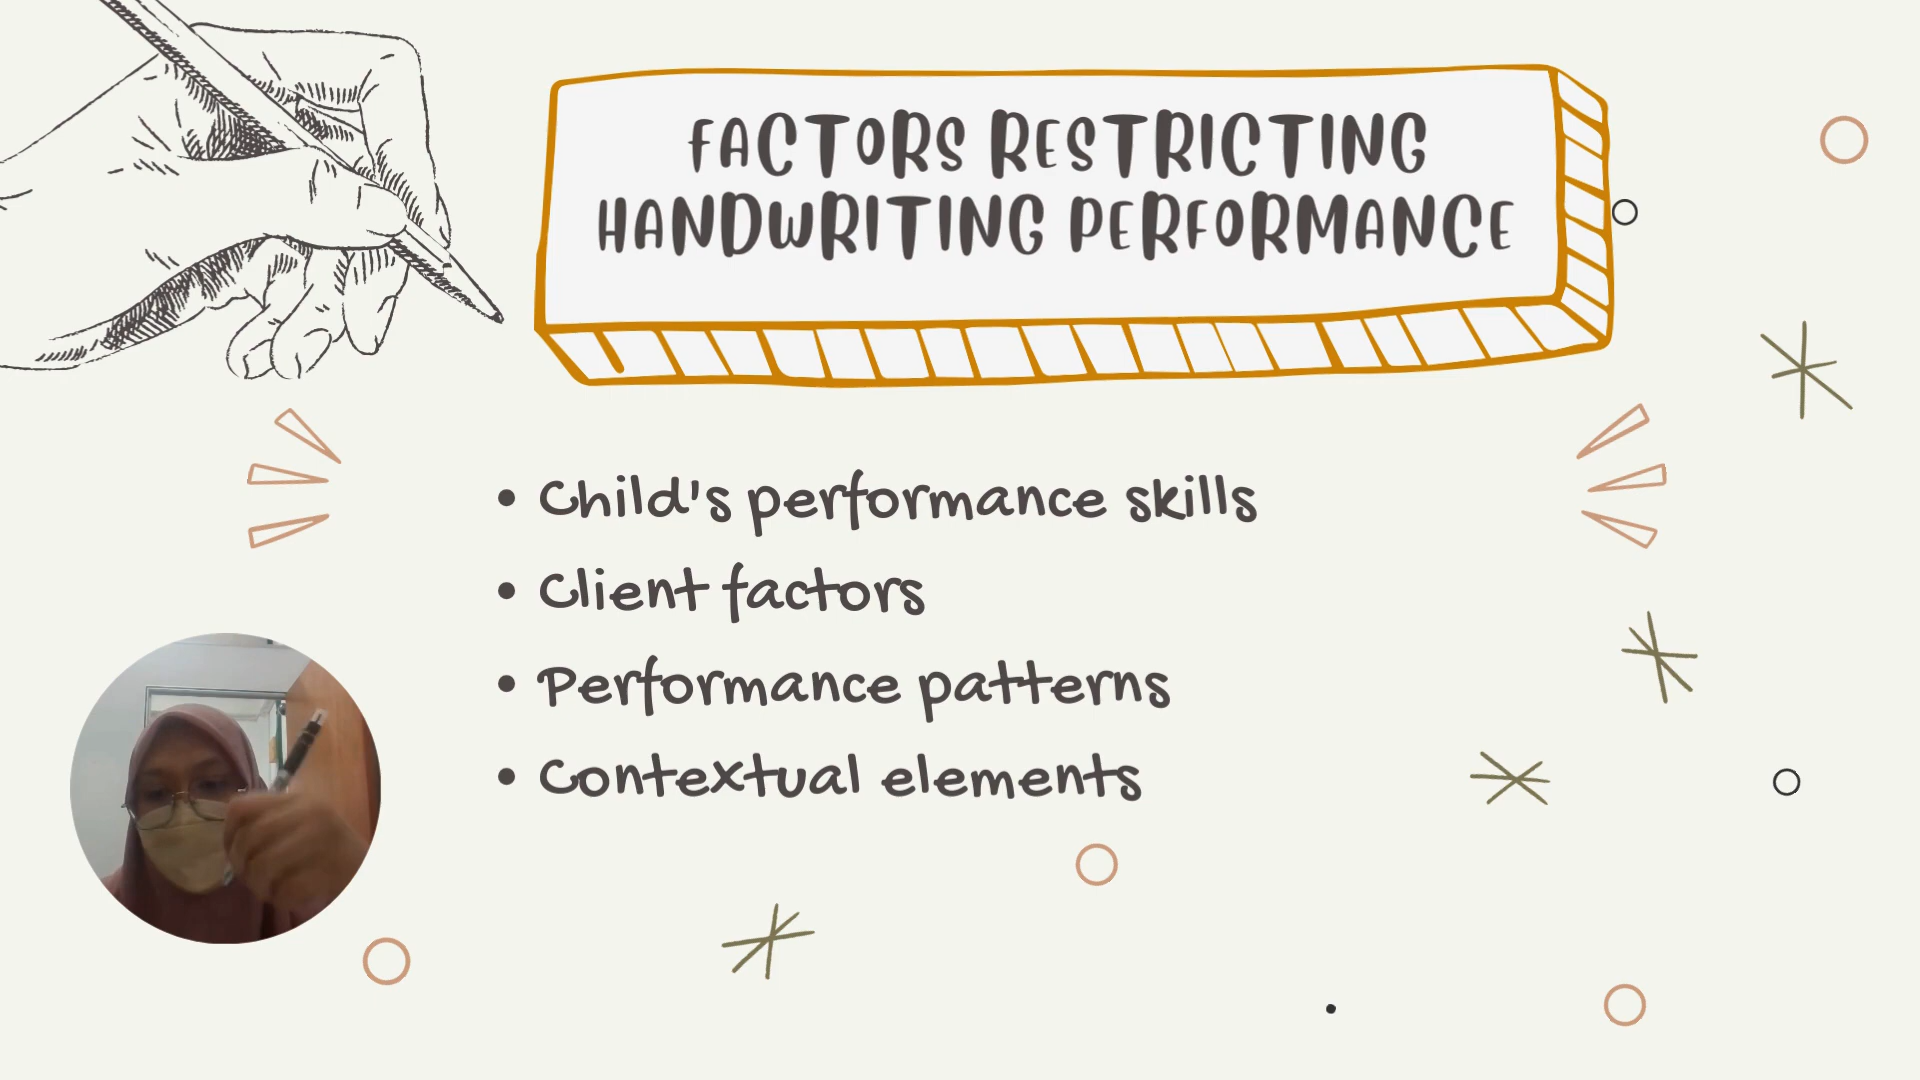 FACTORS RESTRICTING
HANDWRITING PERFORMANCE
• Child's performance skills
• Client factors
• Performance patterns
• Contextual elements